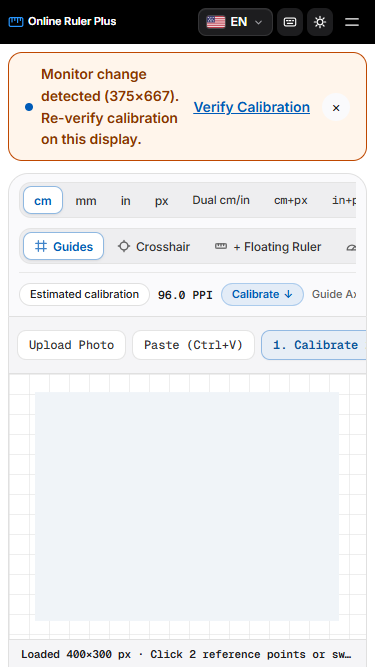 Online Ruler Plus
EN
Monitor change
detected (375×667).
Re-verify calibration
on this display.
Verify Calibration
×
cm mm in px Dual cm/in cm+px
Guides Crosshair + Floating Ruler
Estimated calibration 96.0 PPI Calibrate ↓ Guide
Upload Photo Paste (Ctrl+V) 1. Calibrate
Loaded 400×300 px · Click 2 reference points or sw…